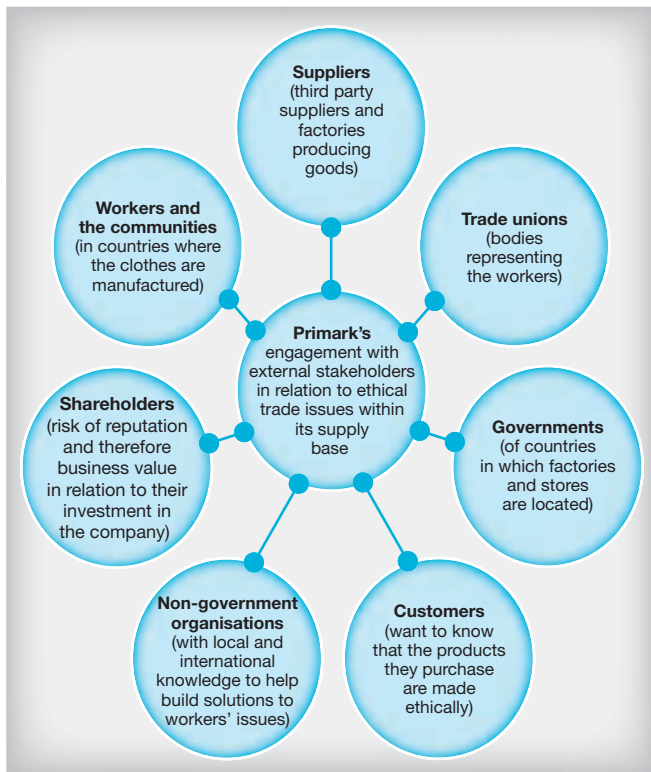 Suppliers
(third party
suppliers and
factories
producing
goods)
Workers and
the communities
(in countries where
the clothes are
manufactured)
Trade unions
(bodies
representing
the workers)
Primark's
engagement with
external stakeholders
in relation to ethical
trade issues within
its supply
base
Shareholders
(risk of reputation
and therefore
business value
in relation to their
investment in
the company)
Governments
(of countries
in which factories
and stores
are located)
Non-government
organisations
(with local and
international
knowledge to help
build solutions to
workers' issues)
Customers
(want to know
that the products
they purchase
are made
ethically)